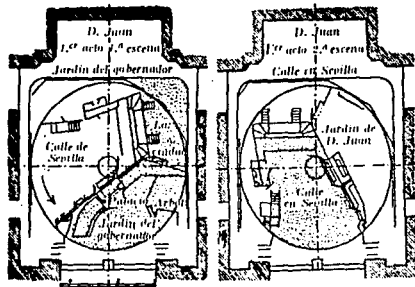 D. Juan
1.er acto 1.a escena
Jardin del gobernador
La
Calle de
Sevilla
Jardin del
gobernador
D. Juan
1.er acto 2.a escena
Calle en Sevilla
Jardin de
D. Juan
Calle
en Sevilla